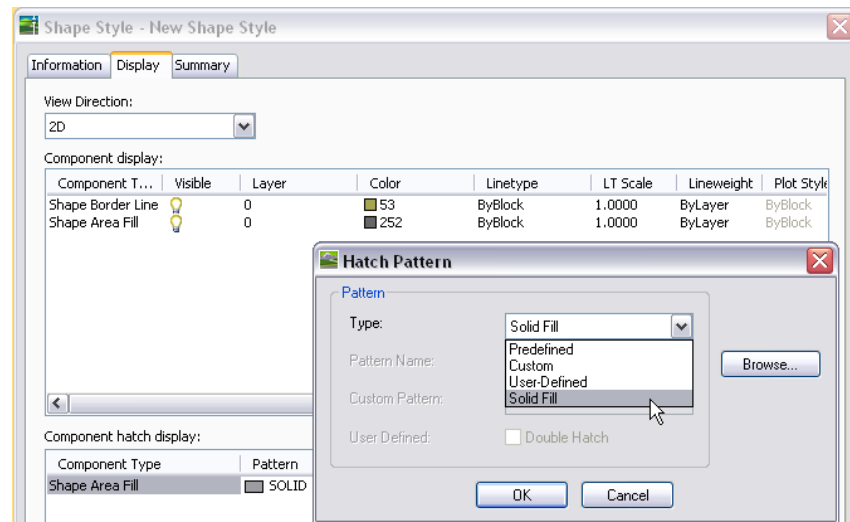 Shape Style - New Shape Style
Information Display Summary
View Direction:
2D
Component display:
Component T... Visible Layer Color Linetype LT Scale Lineweight Plot Style
Shape Border Line 0 53 ByBlock 1.0000 ByLayer ByBlock
Shape Area Fill 0 252 ByBlock 1.0000 ByLayer ByBlock
Hatch Pattern
Pattern
Type: Solid Fill
Predefined
Custom
User-Defined
Solid Fill
Pattern Name:
Browse...
Custom Pattern:
User Defined: Double Hatch
OK Cancel
Component hatch display:
Component Type Pattern
Shape Area Fill SOLID